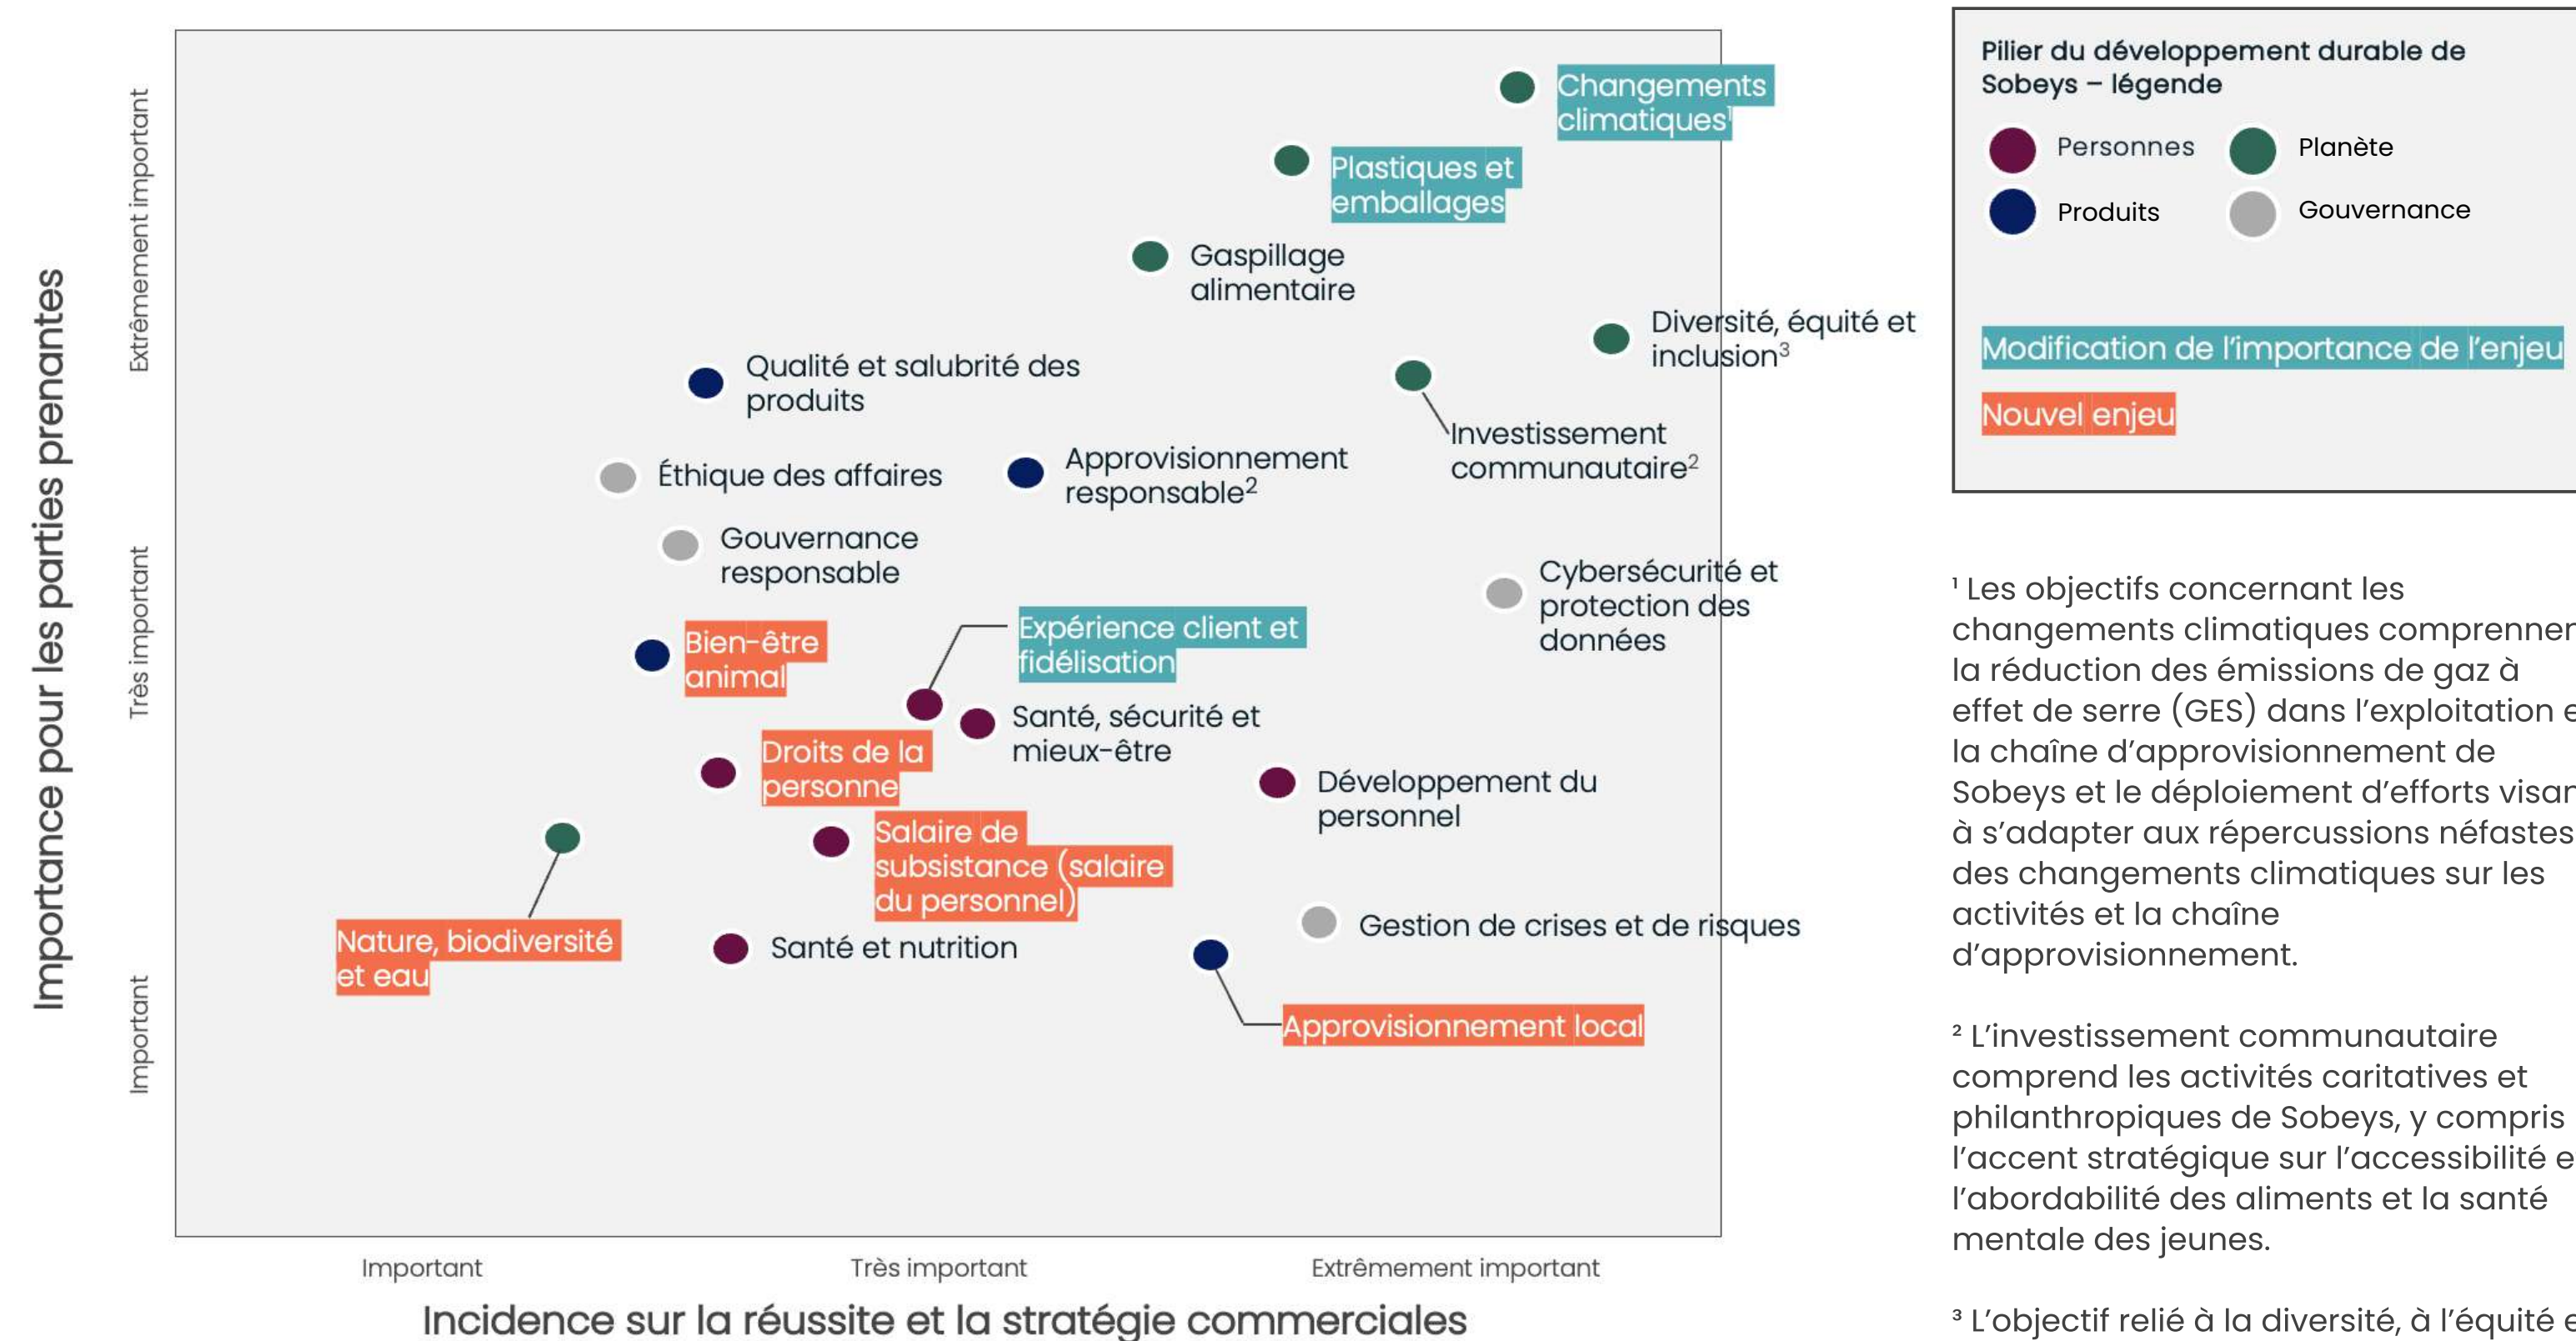 Importance pour les parties prenantes
Extrêmement important
Très important
Important
Changements
climatiques¹
Plastiques et
emballages
Gaspillage
alimentaire
Diversité, équité et
inclusion³
Qualité et salubrité des
produits
Investissement
communautaire²
Éthique des affaires
Approvisionnement
responsable²
Gouvernance
responsable
Cybersécurité et
protection des
données
Expérience client et
fidélisation
Bien-être
animal
Santé, sécurité et
mieux-être
Droits de la
personne
Développement du
personnel
Salaire de
subsistance (salaire
du personnel)
Nature, biodiversité
et eau
Santé et nutrition
Gestion de crises et de risques
Approvisionnement local
Important
Très important
Extrêmement important
Incidence sur la réussite et la stratégie commerciales
Pilier du développement durable de
Sobeys – légende
Personnes
Planète
Produits
Gouvernance
Modification de l'importance de l'enjeu
Nouvel enjeu
¹ Les objectifs concernant les
changements climatiques comprennen
la réduction des émissions de gaz à
effet de serre (GES) dans l'exploitation e
la chaîne d'approvisionnement de
Sobeys et le déploiement d'efforts visan
à s'adapter aux répercussions néfastes
des changements climatiques sur les
activités et la chaîne
d'approvisionnement.
² L'investissement communautaire
comprend les activités caritatives et
philanthropiques de Sobeys, y compris
l'accent stratégique sur l'accessibilité e
l'abordabilité des aliments et la santé
mentale des jeunes.
³ L'objectif relié à la diversité, à l'équité e